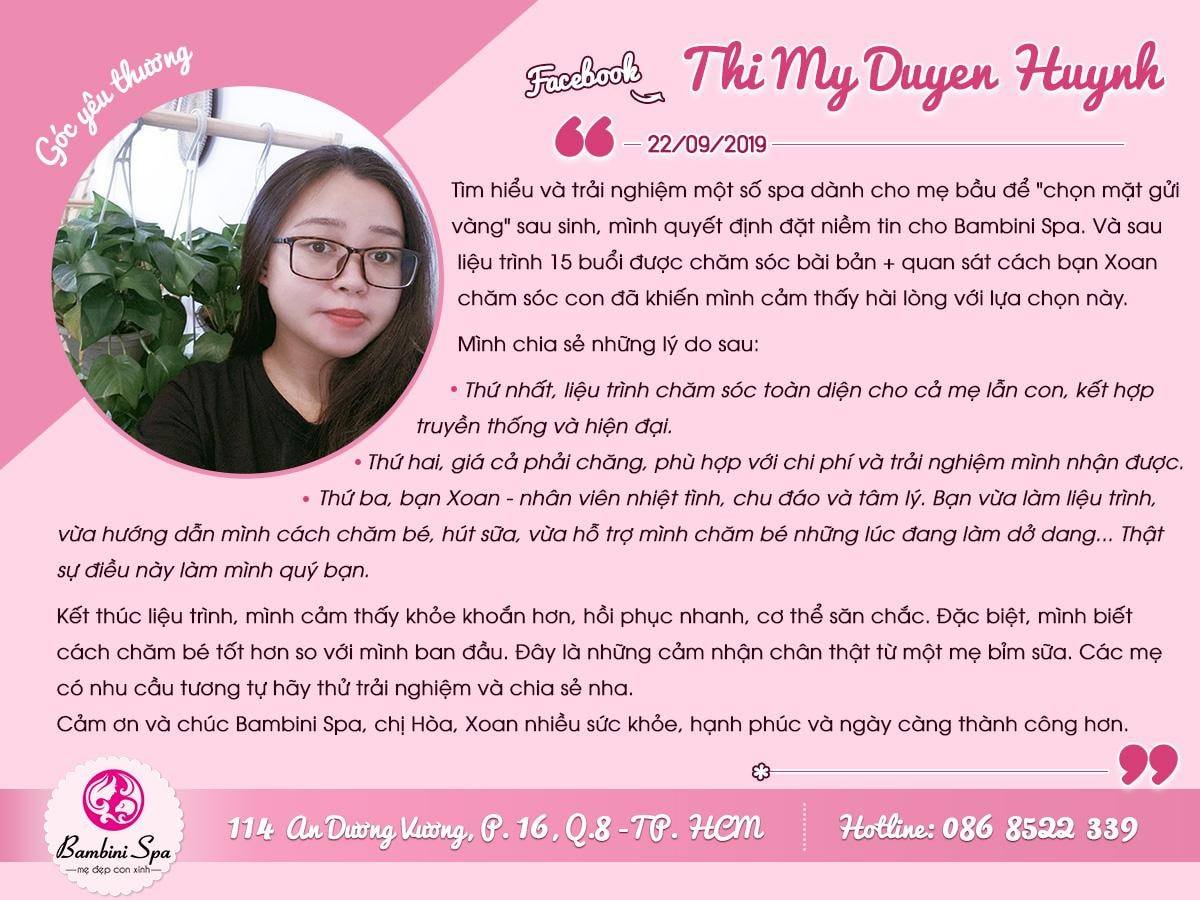 Góc yêu thương
Facebook
Thi My Duyen Huynh
22/09/2019
Tìm hiểu và trải nghiệm một số spa dành cho mẹ bầu để "chọn mặt gửi
vàng" sau sinh, mình quyết định đặt niềm tin cho Bambini Spa. Và sau
liệu trình 15 buổi được chăm sóc bài bản + quan sát cách bạn Xoan
chăm sóc con đã khiến mình cảm thấy hài lòng với lựa chọn này.
Mình chia sẻ những lý do sau:
• Thứ nhất, liệu trình chăm sóc toàn diện cho cả mẹ lẫn con, kết hợp
truyền thống và hiện đại.
• Thứ hai, giá cả phải chăng, phù hợp với chi phí và trải nghiệm mình nhận được.
• Thứ ba, bạn Xoan - nhân viên nhiệt tình, chu đáo và tâm lý. Bạn vừa làm liệu trình,
vừa hướng dẫn mình cách chăm bé, hút sữa, vừa hỗ trợ mình chăm bé những lúc đang làm dở dang... Thật
sự điều này làm mình quý bạn.
Kết thúc liệu trình, mình cảm thấy khỏe khoắn hơn, hồi phục nhanh, cơ thể săn chắc. Đặc biệt, mình biết
cách chăm bé tốt hơn so với mình ban đầu. Đây là những cảm nhận chân thật từ một mẹ bỉm sữa. Các mẹ
có nhu cầu tương tự hãy thử trải nghiệm và chia sẻ nha.
Cảm ơn và chúc Bambini Spa, chị Hòa, Xoan nhiều sức khỏe, hạnh phúc và ngày càng thành công hơn.
Bambini Spa
mẹ đẹp con xinh
114 An Dương Vương, P. 16, Q.8 - TP. HCM
Hotline: 086 8522 339